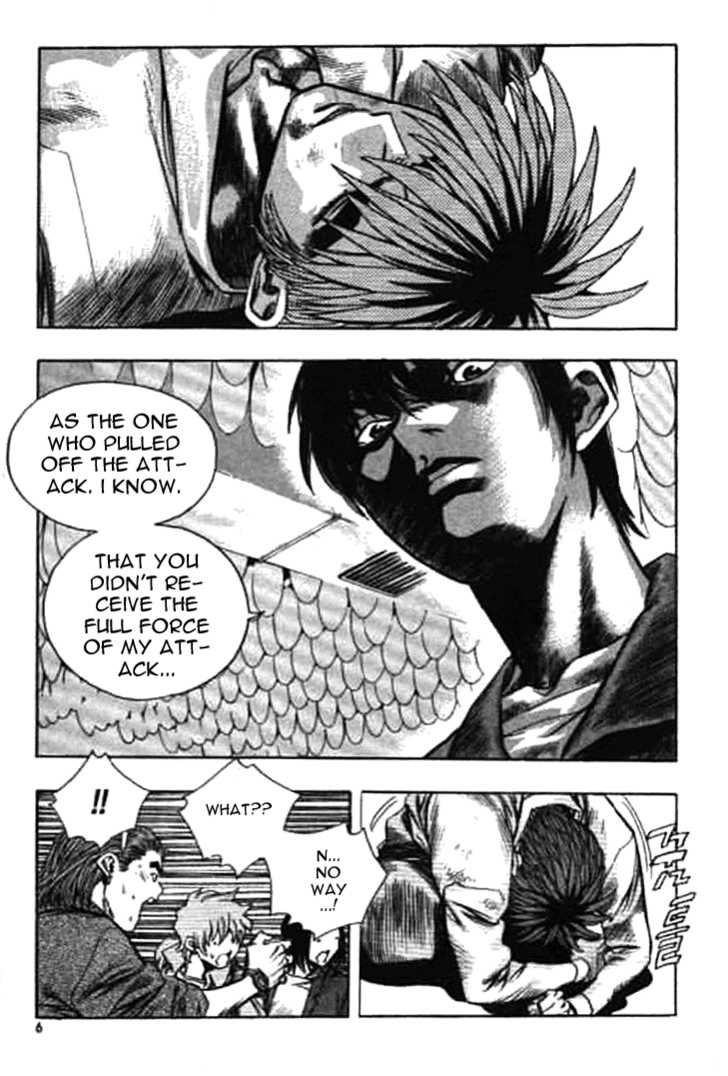 AS THE ONE
WHO PULLED
OFF THE ATT-
ACK. I KNOW.
THAT YOU
DIDN'T RE-
CEIVE THE
FULL FORCE
OF MY ATT-
ACK...
!!
WHAT??
N...
NO
WAY
...!
6